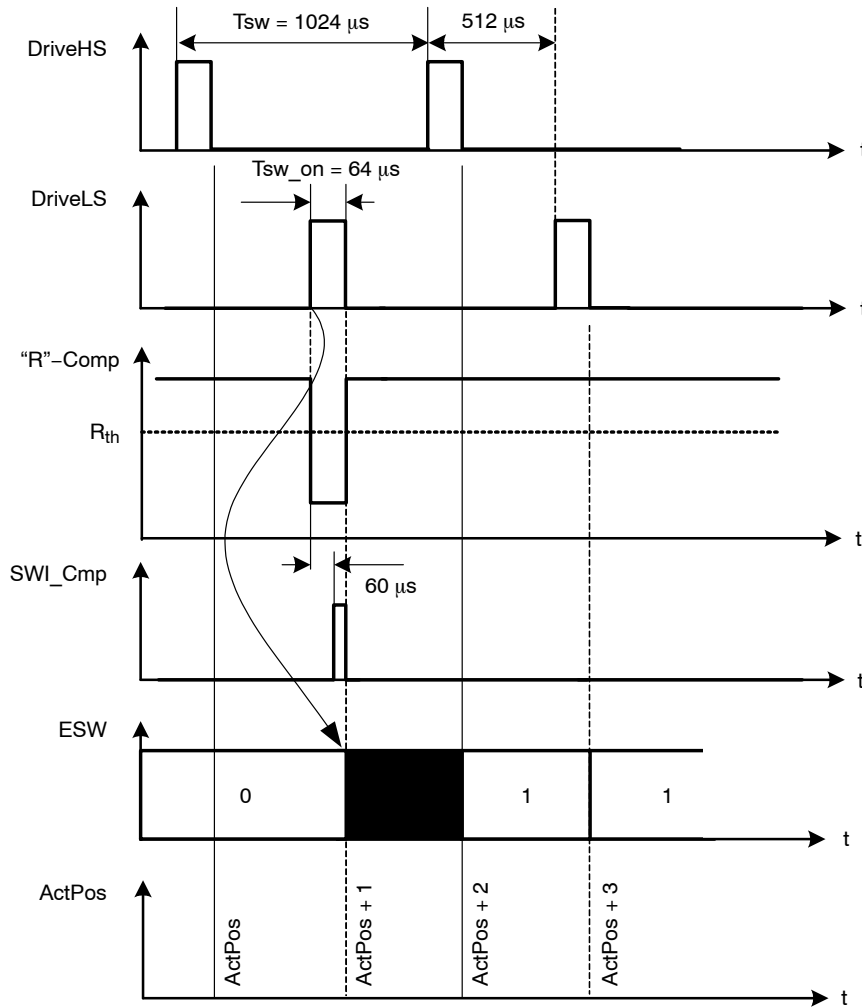 Tsw = 1024 μs
512 μs
DriveHS
t
Tsw_on = 64 μs
DriveLS
t
“R”−Comp
Rth
t
SWI_Cmp
60 μs
t
ESW
0
1
1
t
ActPos
ActPos
ActPos + 1
ActPos + 2
ActPos + 3
t